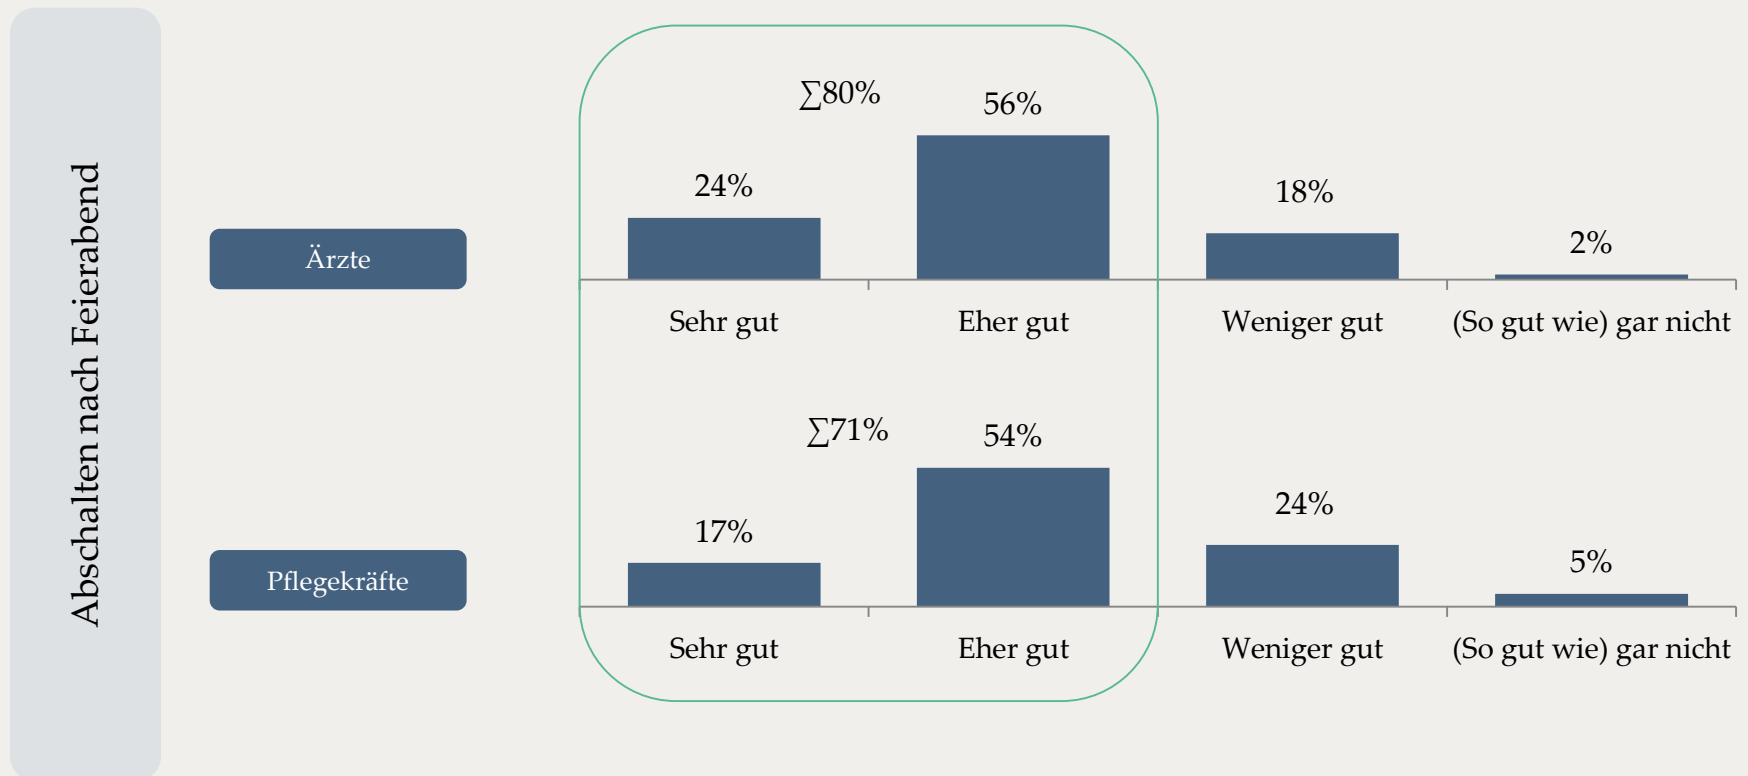 Abschalten nach Feierabend
Ärzte
∑80%
24%
56%
18%
2%
Sehr gut
Eher gut
Weniger gut
(So gut wie) gar nicht
Pflegekräfte
∑71%
17%
54%
24%
5%
Sehr gut
Eher gut
Weniger gut
(So gut wie) gar nicht